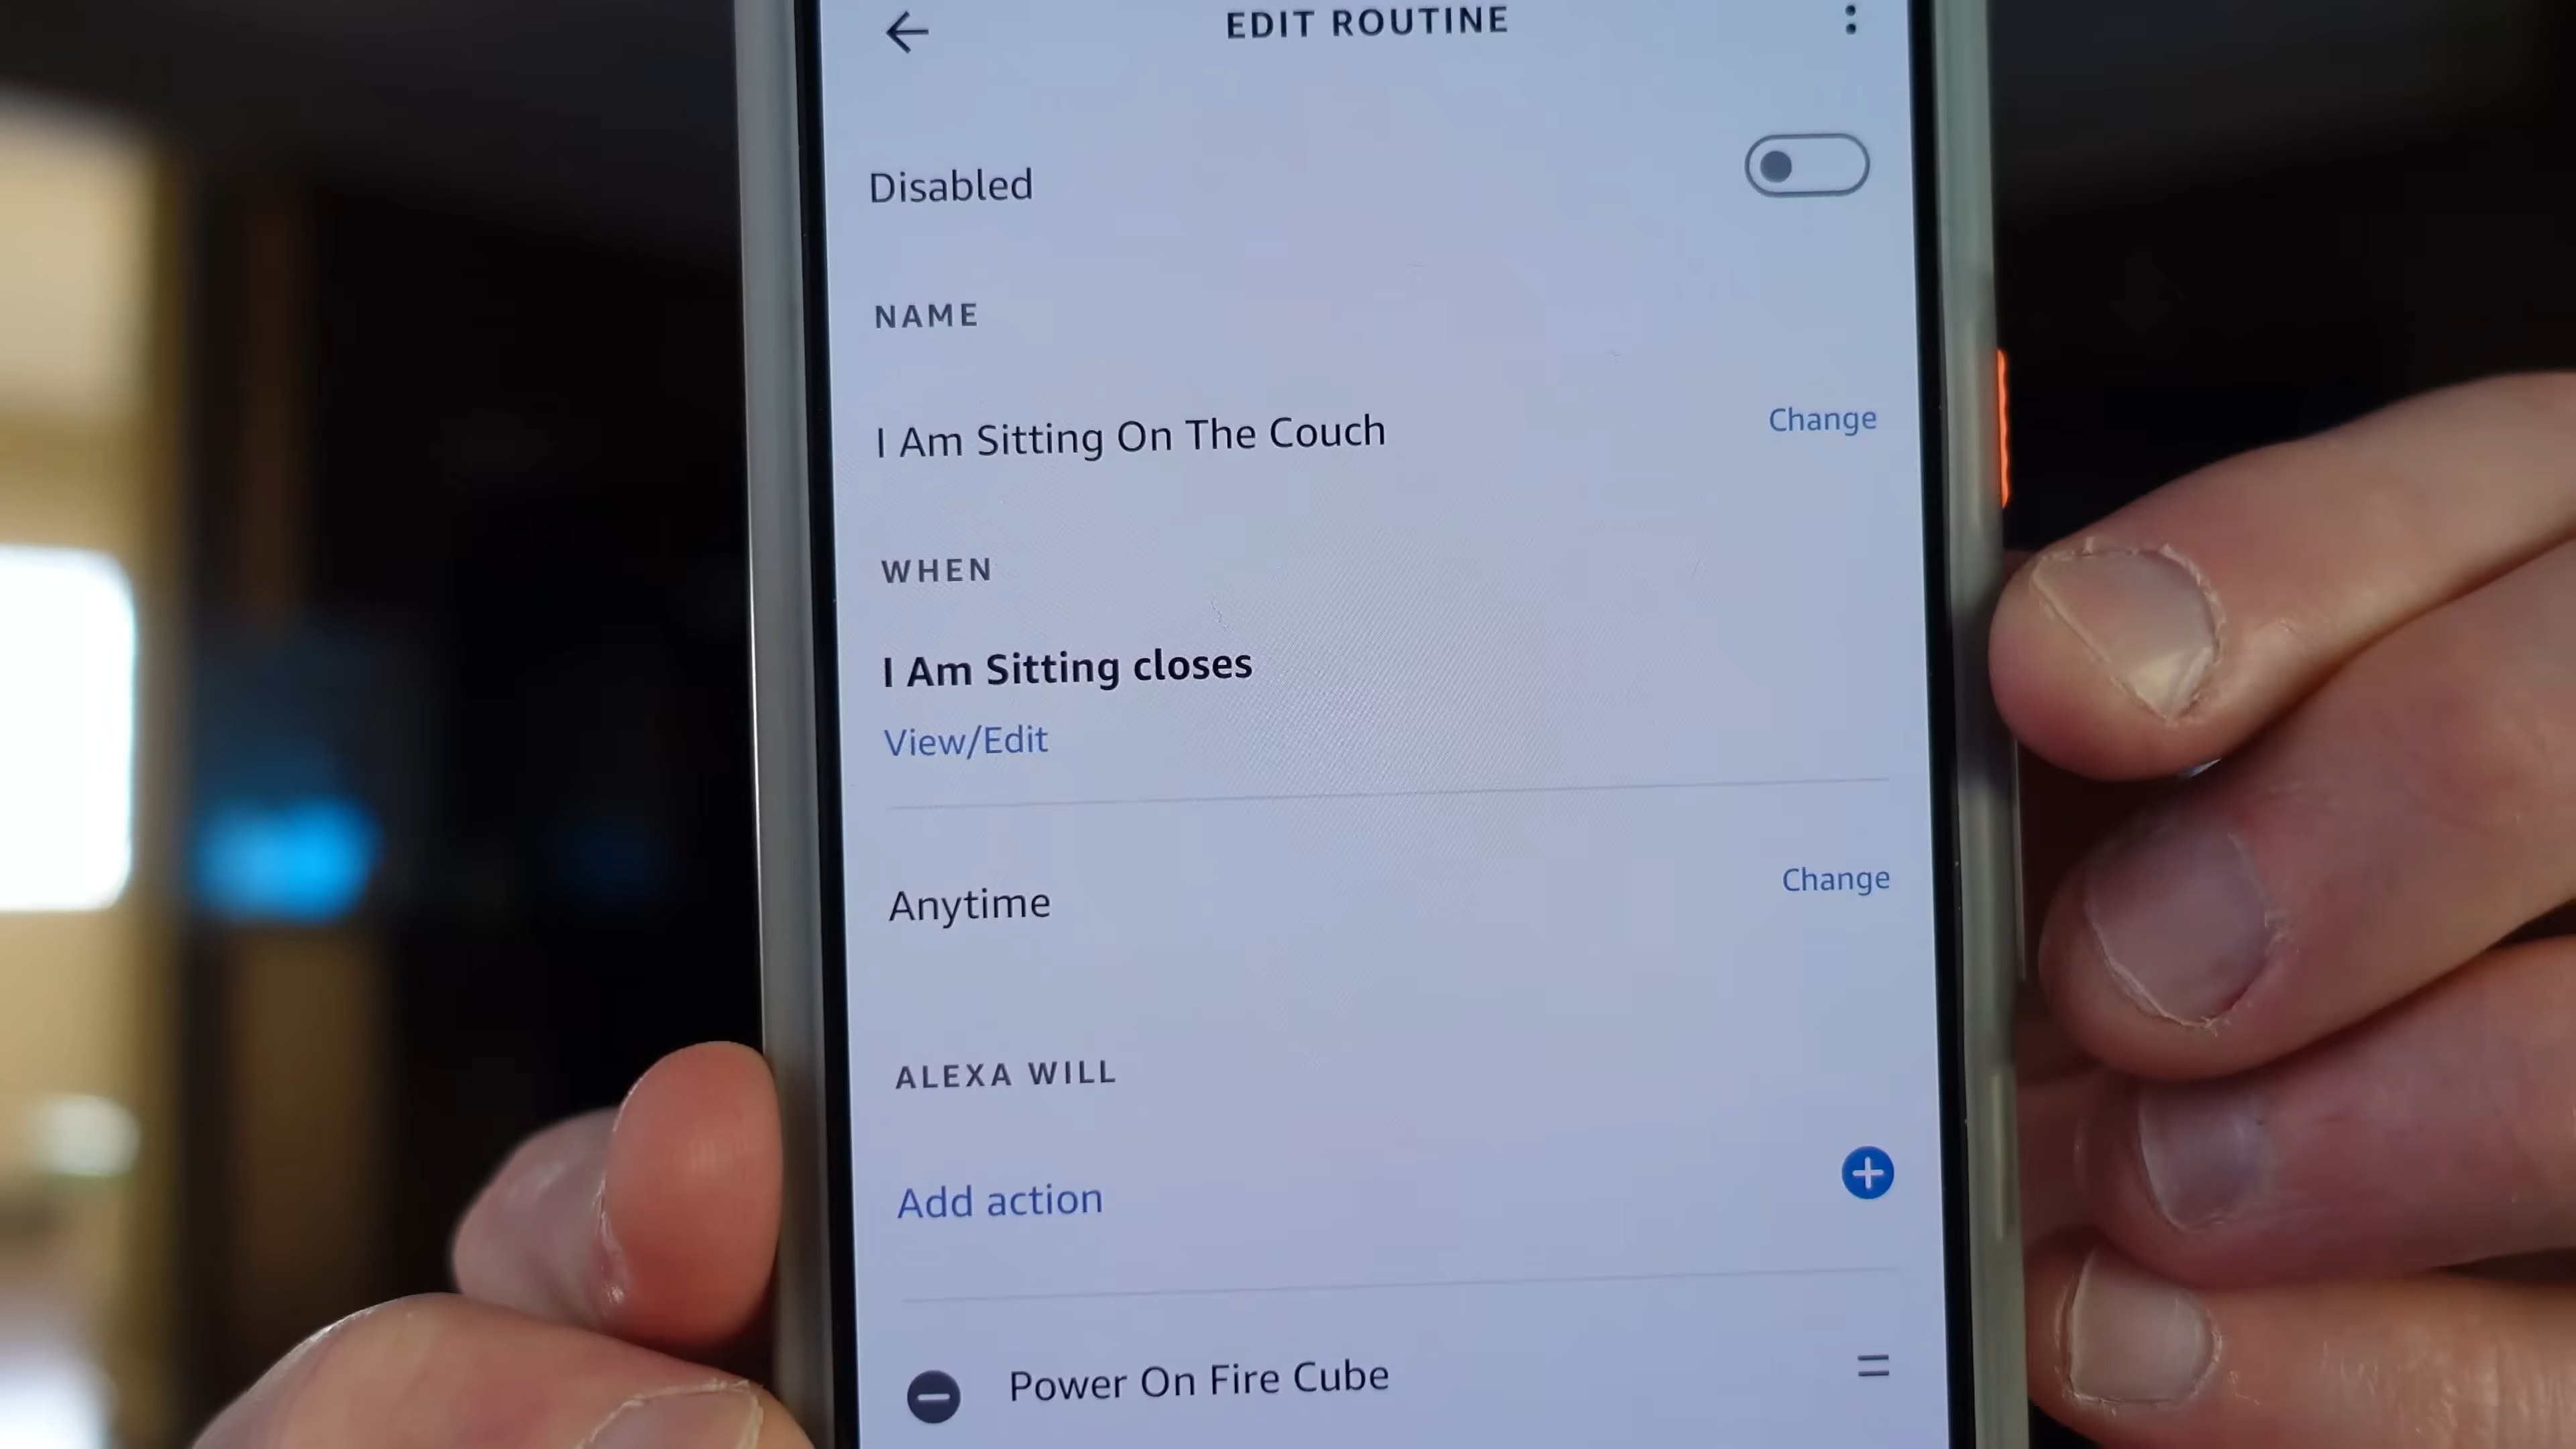 EDIT ROUTINE
Disabled
NAME
I Am Sitting On The Couch
Change
WHEN
I Am Sitting closes
View/Edit
Anytime
Change
ALEXA WILL
Add action
Power On Fire Cube